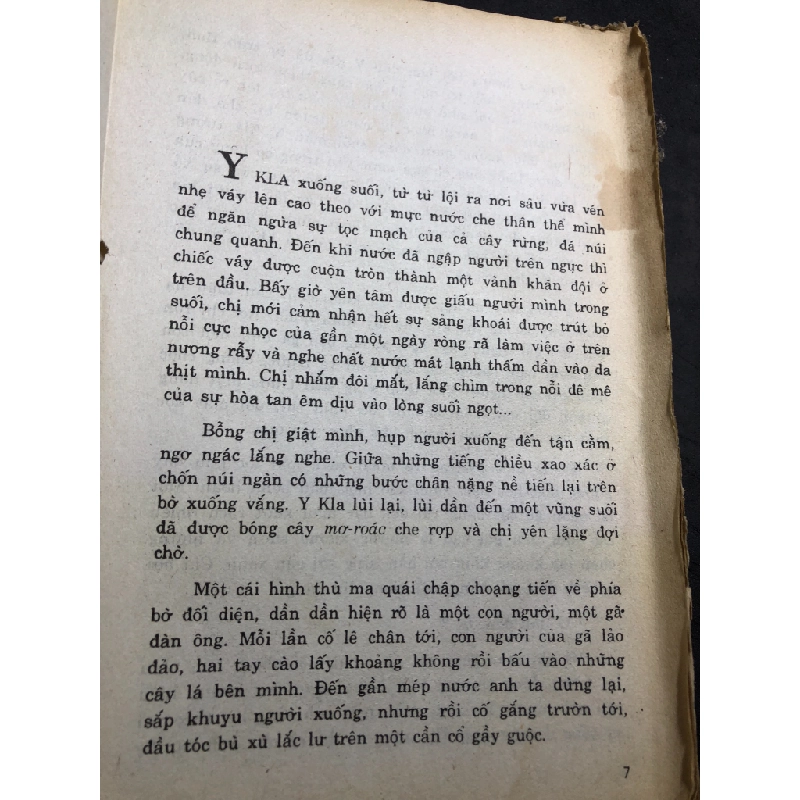 Y KLA xuống suối, từ từ lội ra nơi sâu vừa vén
nhẹ váy lên cao theo với mực nước che thân thể mình
để ngăn ngừa sự tọc mạch của cả cây rừng, đá núi
chung quanh. Đến khi nước đã ngập người trên ngực thì
chiếc váy được cuộn tròn thành một vành khăn đội ở
trên đầu. Bấy giờ yên tâm được giấu người mình trong
suối, chị mới cảm nhận hết sự sảng khoái được trút bỏ
nỗi cực nhọc của gần một ngày ròng rã làm việc ở trên
nương rẫy và nghe chất nước mát lạnh thấm dần vào da
thịt mình. Chị nhắm đôi mắt, lắng chìm trong nỗi đê mê
của sự hòa tan êm dịu vào lòng suối ngọt...
Bỗng chị giật mình, hụp người xuống đến tận cằm,
ngơ ngác lắng nghe. Giữa những tiếng chiều xao xác ở
chốn núi ngàn có những bước chân nặng nề tiến lại trên
bờ xuống vắng. Y Kla lùi lại, lùi dần đến một vùng suối
đã được bóng cây mơ-roác che rợp và chị yên lặng đợi
chờ.
Một cái hình thù ma quái chập choạng tiến về phía
bờ đối diện, dần dần hiện rõ là một con người, một gã
đàn ông. Mỗi lần cố lê chân tới, con người của gã lảo
đảo, hai tay cào lấy khoảng không rồi bấu vào những
cây lá bên mình. Đến gần mép nước anh ta dừng lại,
sắp khuỵu người xuống, nhưng rồi cố gắng trườn tới,
đầu tóc bù xù lắc lư trên một cần cổ gầy guộc.
7